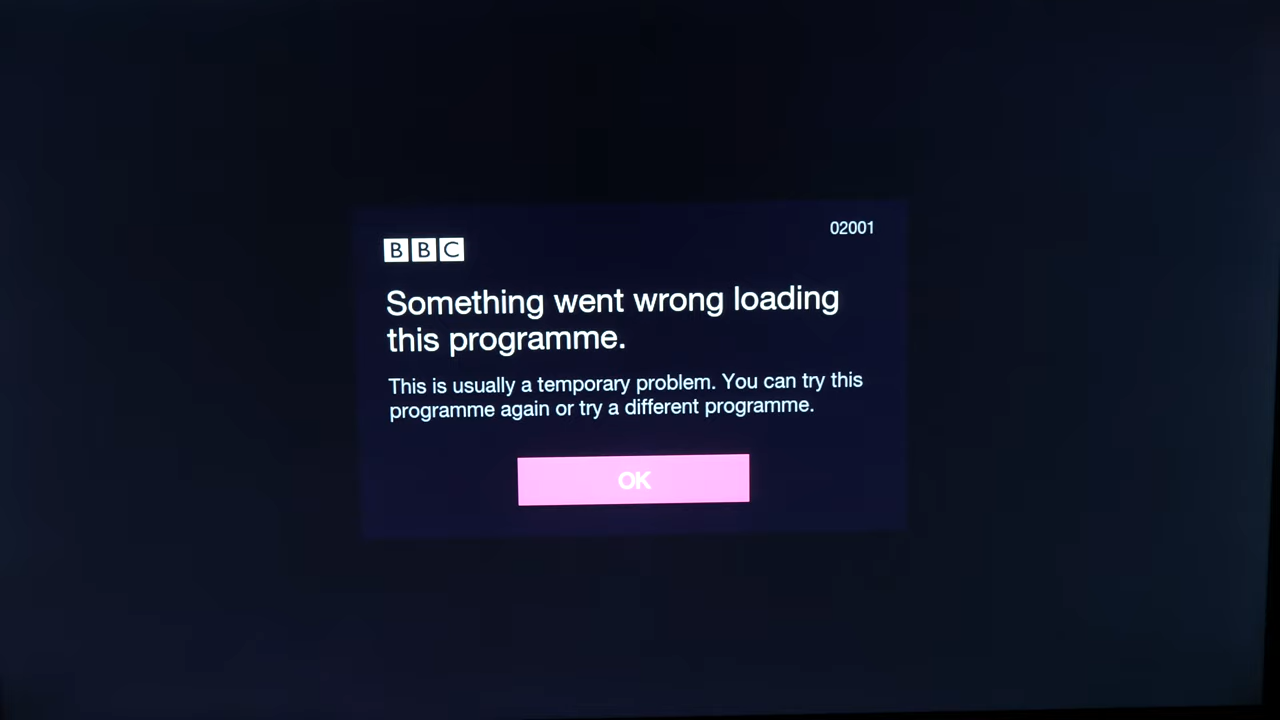 BBC
02001
Something went wrong loading
this programme.
This is usually a temporary problem. You can try this
programme again or try a different programme.
OK